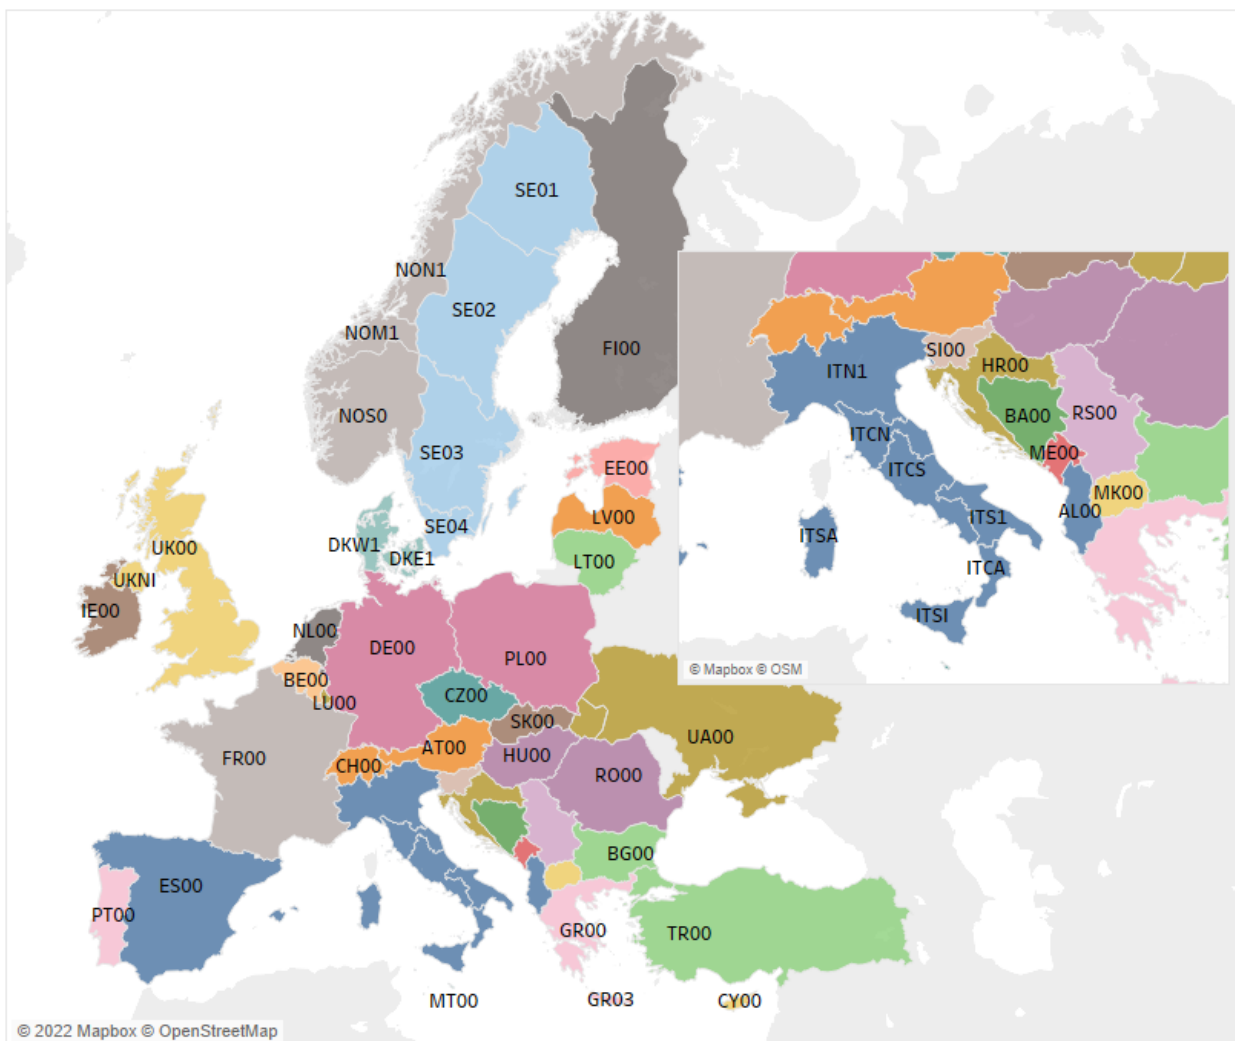 SE01
NON1
SE02
NOM1
FI00
NOS0
SE03
EE00
SE04
LV00
DKW1
DKE1
LT00
UK00
UKNI
IE00
NL00
DE00
PL00
BE00
LU00
CZ00
SK00
UA00
FR00
CH00
AT00
HU00
RO00
BG00
ES00
PT00
GR00
TR00
MT00
GR03
CY00
SI00
HR00
ITN1
BA00
RS00
ITCN
ME00
ITCS
MK00
AL00
ITS1
ITSA
ITCA
ITSI
© Mapbox © OSM
© 2022 Mapbox © OpenStreetMap